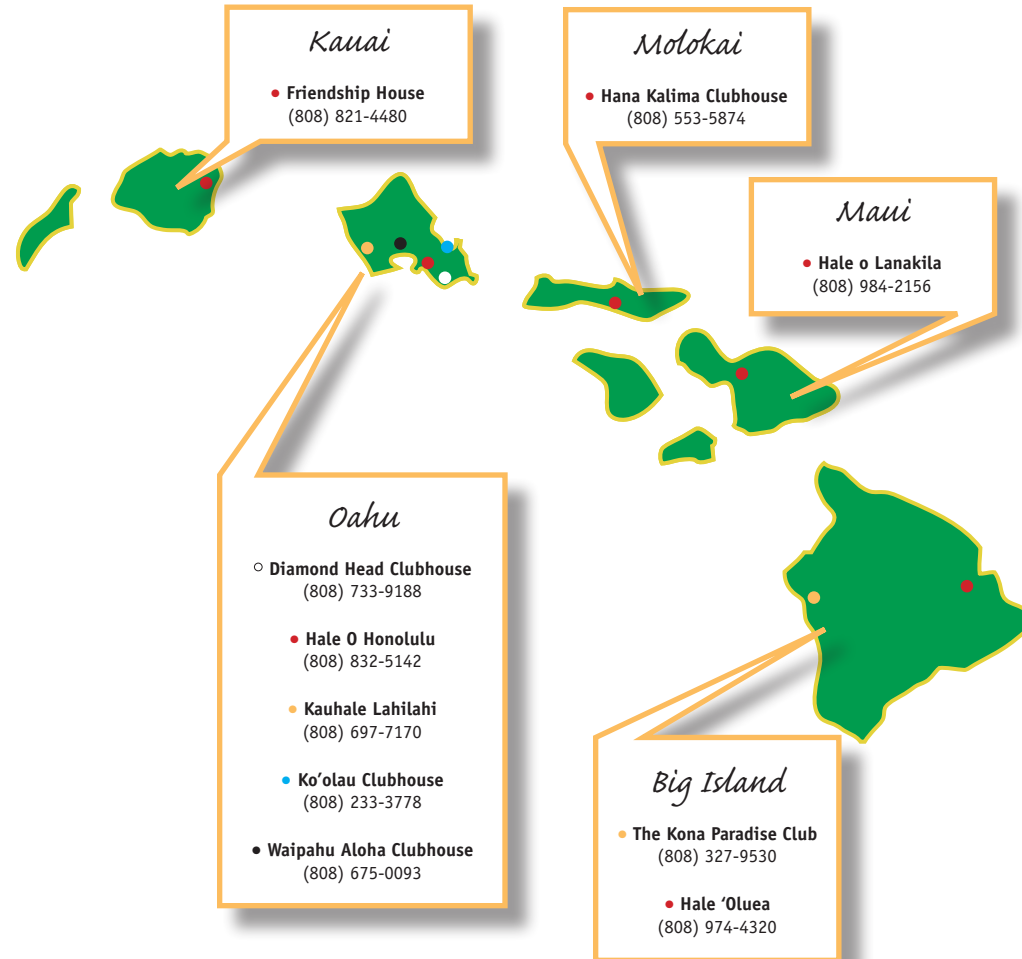 Kauai
• Friendship House
(808) 821-4480
Molokai
• Hana Kalima Clubhouse
(808) 553-5874
Maui
• Hale o Lanakila
(808) 984-2156
Oahu
○ Diamond Head Clubhouse
(808) 733-9188
• Hale O Honolulu
(808) 832-5142
• Kauhale Lahilahi
(808) 697-7170
• Ko’olau Clubhouse
(808) 233-3778
• Waipahu Aloha Clubhouse
(808) 675-0093
Big Island
• The Kona Paradise Club
(808) 327-9530
• Hale ‘Oluea
(808) 974-4320